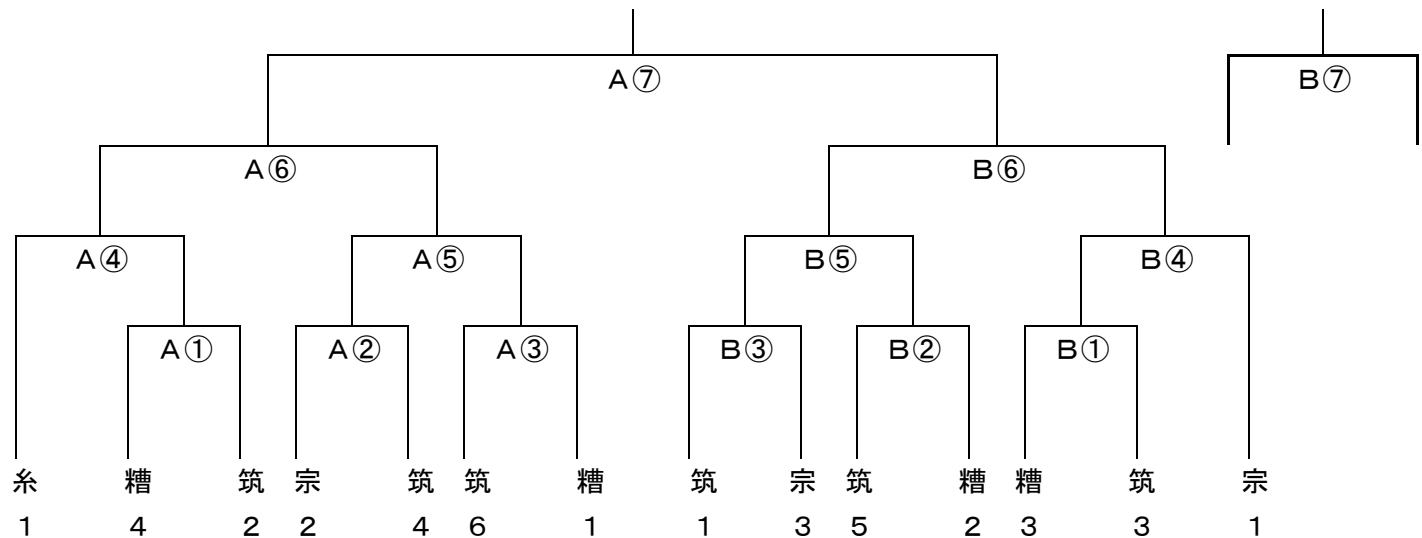 A⑦ B⑦
A⑥ B⑥
A④ A⑤ B⑤ B④
A① A② A③ B③ B② B①
糸 糟 筑 宗 筑 筑 糟 筑 宗 筑 糟 糟 筑 宗
1 4 2 2 4 6 1 1 3 5 2 3 3 1